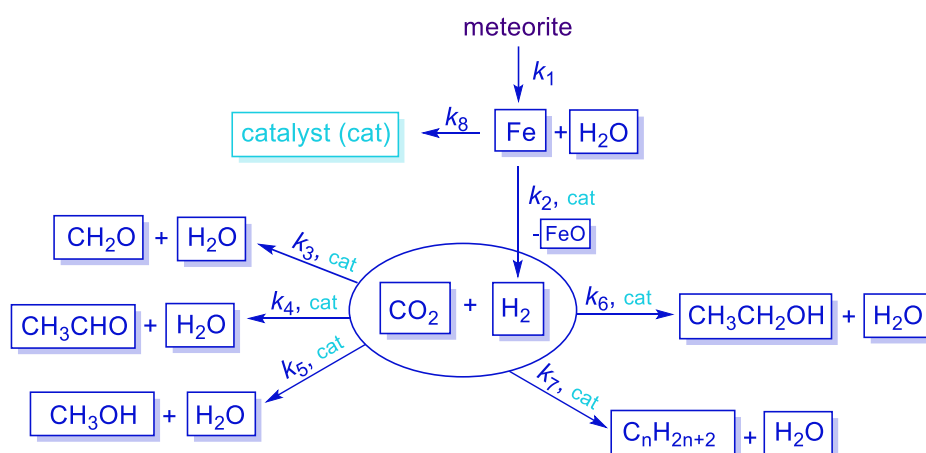 meteorite
k₁
catalyst (cat) k₈ Fe + H₂O
k₂, cat
-FeO
CH₂O + H₂O k₃, cat
CO₂ + H₂
k₆, cat
CH₃CH₂OH + H₂O
CH₃CHO + H₂O k₄, cat
k₅, cat
CH₃OH + H₂O
k₇, cat
CₙH₂ₙ₊₂ + H₂O